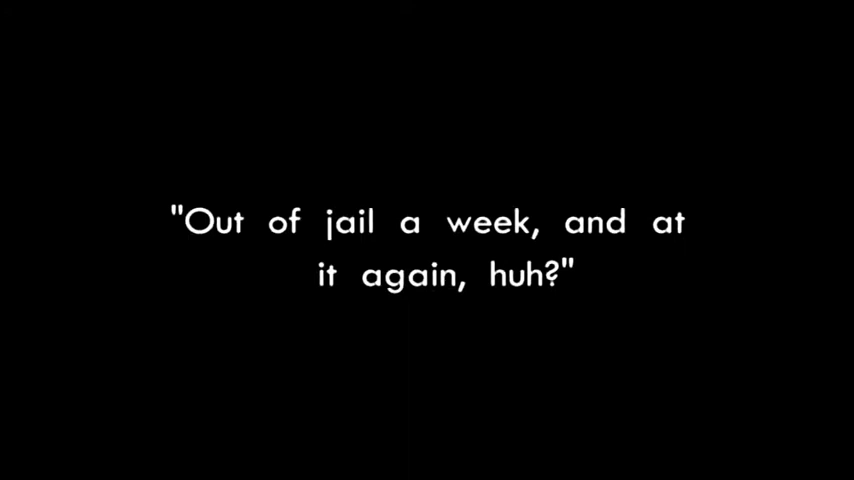 "Out of jail a week, and at
it again, huh?"